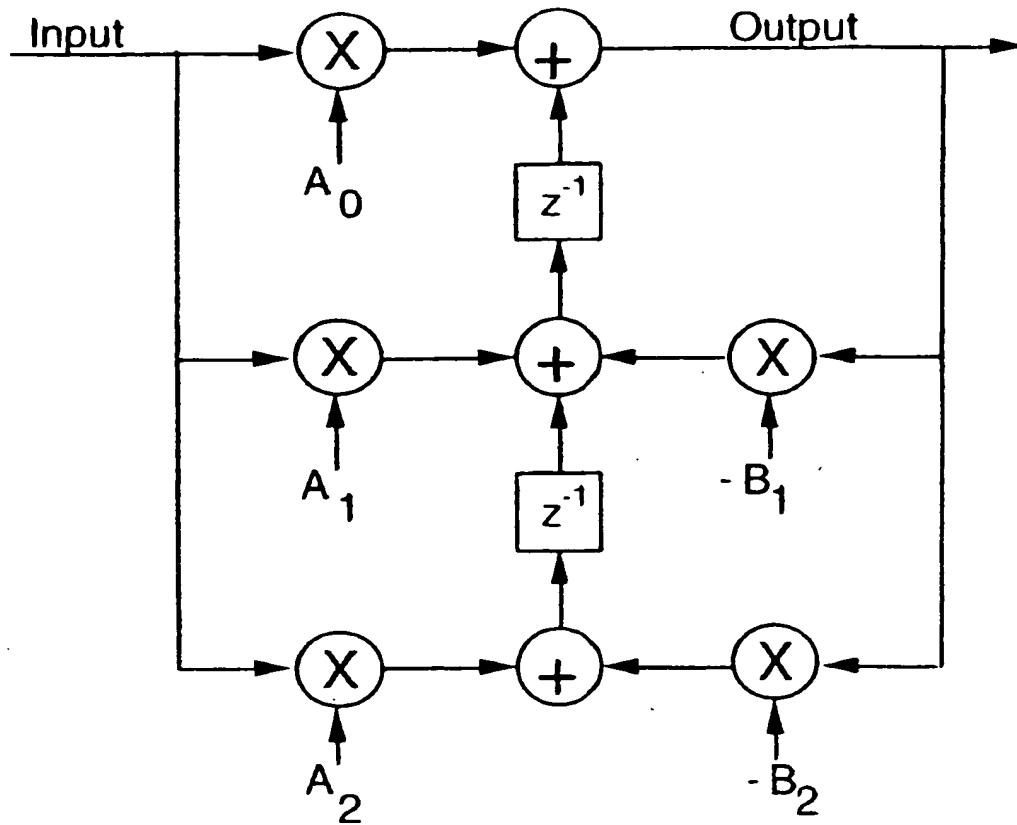 Input
Output
X
+
A0
z-1
X
+
X
A1
-B1
z-1
X
+
X
A2
-B2